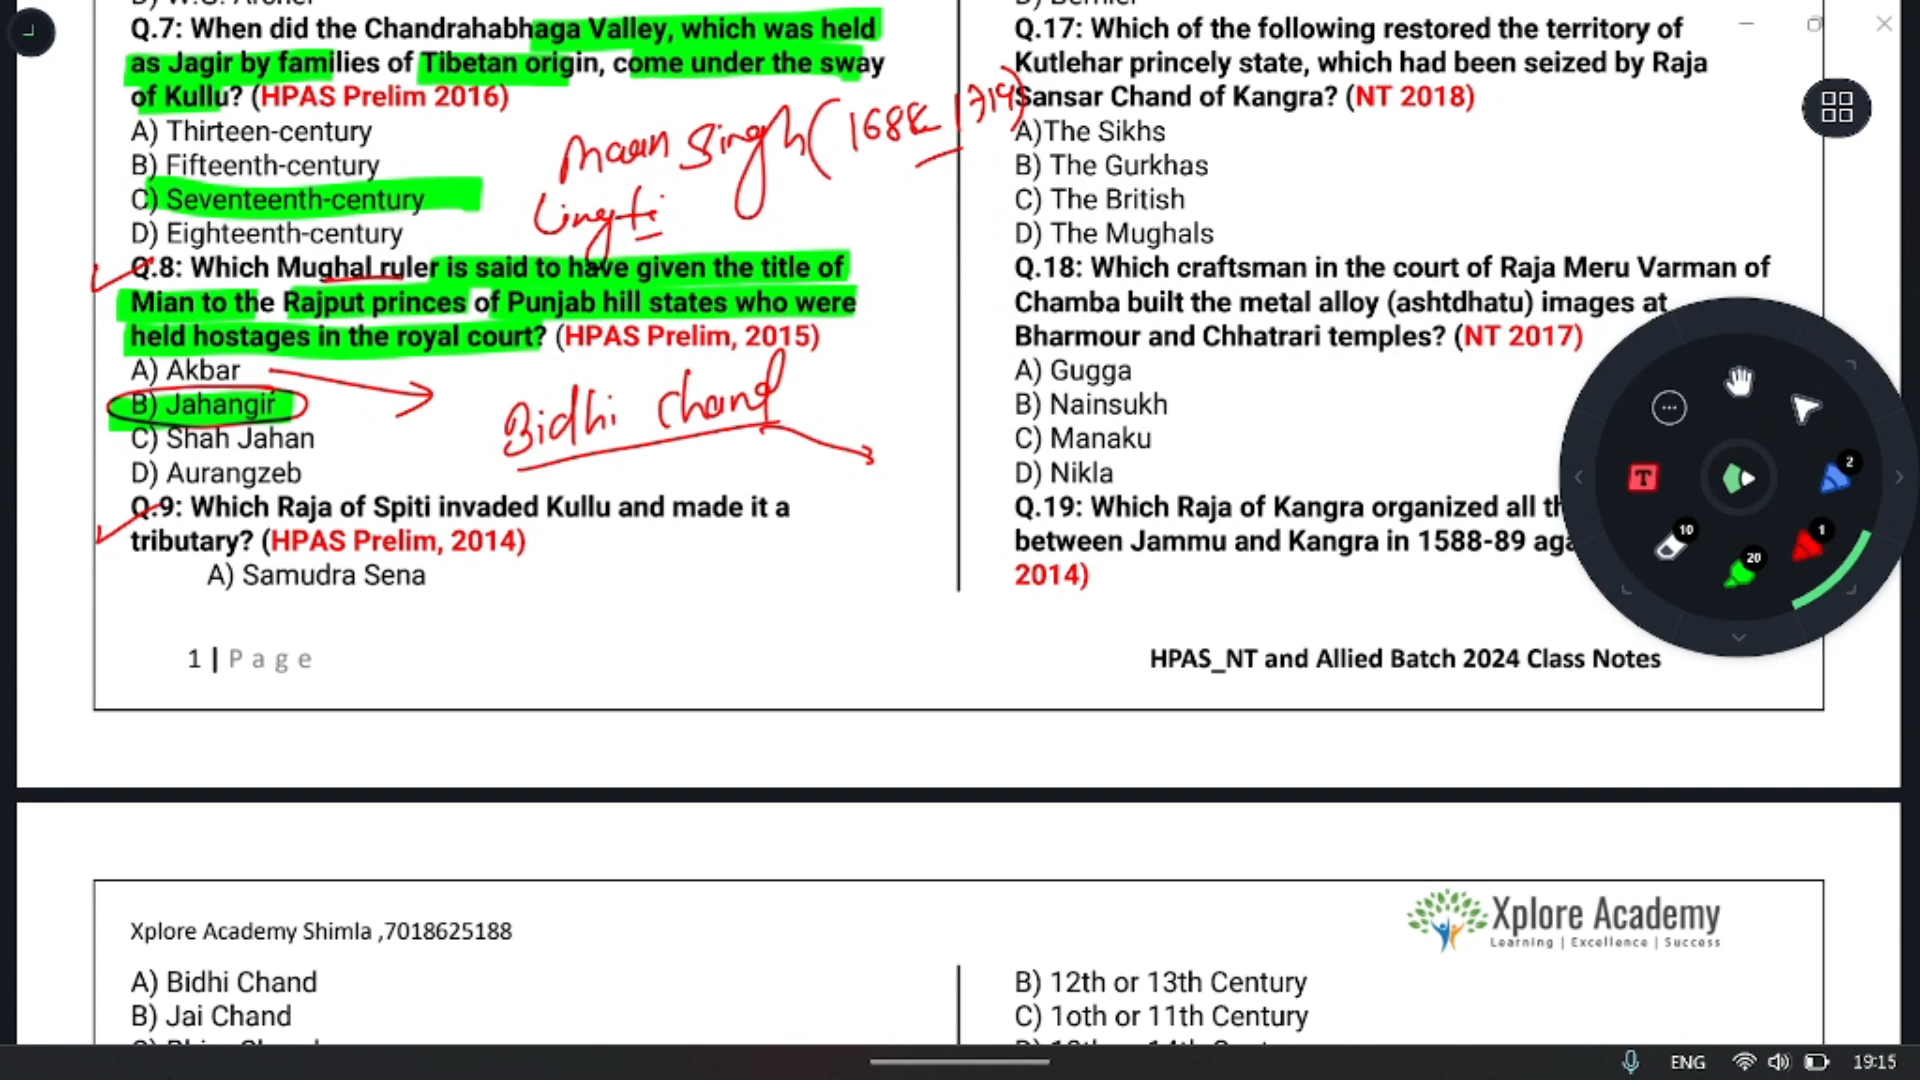 Q.7: When did the Chandrahabhaga Valley, which was held
as Jagir by families of Tibetan origin, come under the sway
of Kullu? (HPAS Prelim 2016)
A) Thirteen-century
B) Fifteenth-century
C) Seventeenth-century
D) Eighteenth-century
Maan Singh (1688 1719)
Lingti
Q.8: Which Mughal ruler is said to have given the title of
Mian to the Rajput princes of Punjab hill states who were
held hostages in the royal court? (HPAS Prelim, 2015)
A) Akbar
B) Jahangir
C) Shah Jahan
D) Aurangzeb
Bidhi Chand
Q.9: Which Raja of Spiti invaded Kullu and made it a
tributary? (HPAS Prelim, 2014)
A) Samudra Sena
Q.17: Which of the following restored the territory of
Kutlehar princely state, which had been seized by Raja
Sansar Chand of Kangra? (NT 2018)
A)The Sikhs
B) The Gurkhas
C) The British
D) The Mughals
Q.18: Which craftsman in the court of Raja Meru Varman of
Chamba built the metal alloy (ashtdhatu) images at
Bharmour and Chhatrari temples? (NT 2017)
A) Gugga
B) Nainsukh
C) Manaku
D) Nikla
Q.19: Which Raja of Kangra organized all
between Jammu and Kangra in 1588-89
2014)
T
2
10
20
1
1 | Page
HPAS_NT and Allied Batch 2024 Class Notes
Xplore Academy Shimla ,7018625188
Xplore Academy
Learning | Excellence | Success
A) Bidhi Chand
B) Jai Chand
B) 12th or 13th Century
C) 1oth or 11th Century
ENG
19:15